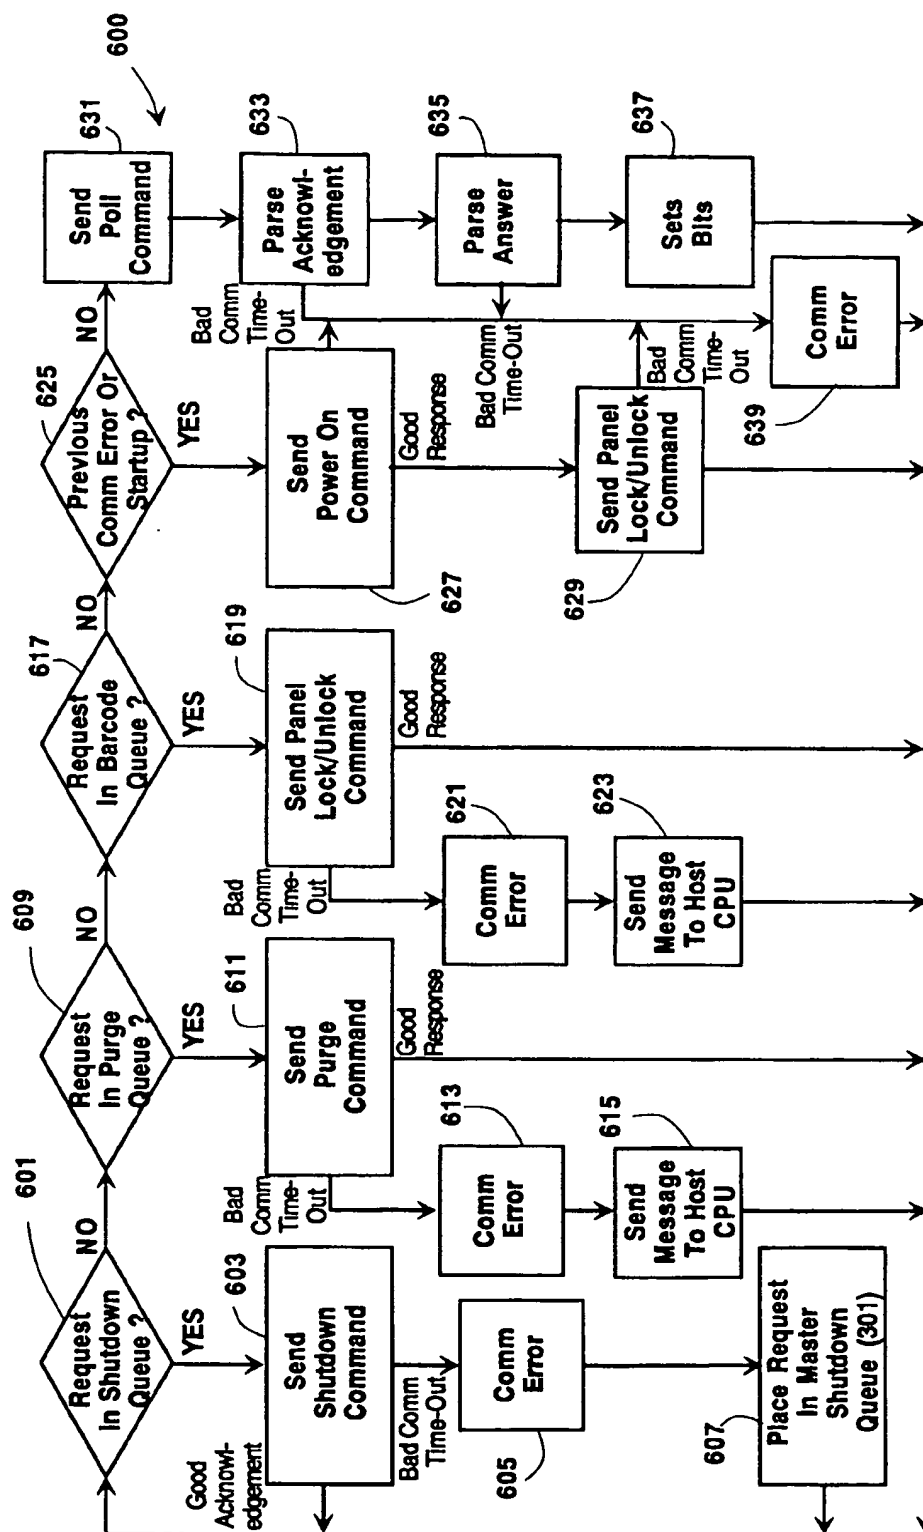 600
601
Request
In Shutdown
Queue ?
NO
YES
603
Send
Shutdown
Command
Good
Acknowl-
edgement
Bad Comm
Time-Out
605
Comm
Error
607
Place Request
In Master
Shutdown
Queue (301)
609
Request
In Purge
Queue ?
NO
YES
611
Send
Purge
Command
Bad
Comm
Time-
Out
Good
Response
613
Comm
Error
615
Send
Message
To Host
CPU
617
Request
In Barcode
Queue ?
NO
YES
619
Send Panel
Lock/Unlock
Command
Bad
Comm
Time-
Out
Good
Response
621
Comm
Error
623
Send
Message
To Host
CPU
625
Previous
Comm Error Or
Startup ?
NO
YES
627
Send
Power On
Command
Good
Response
629
Send Panel
Lock/Unlock
Command
Bad
Comm
Time-
Out
631
Send
Poll
Command
633
Parse
Acknowl-
edgement
Bad
Comm
Time-
Out
635
Parse
Answer
Bad Comm
Time-Out
637
Sets
Bits
639
Comm
Error